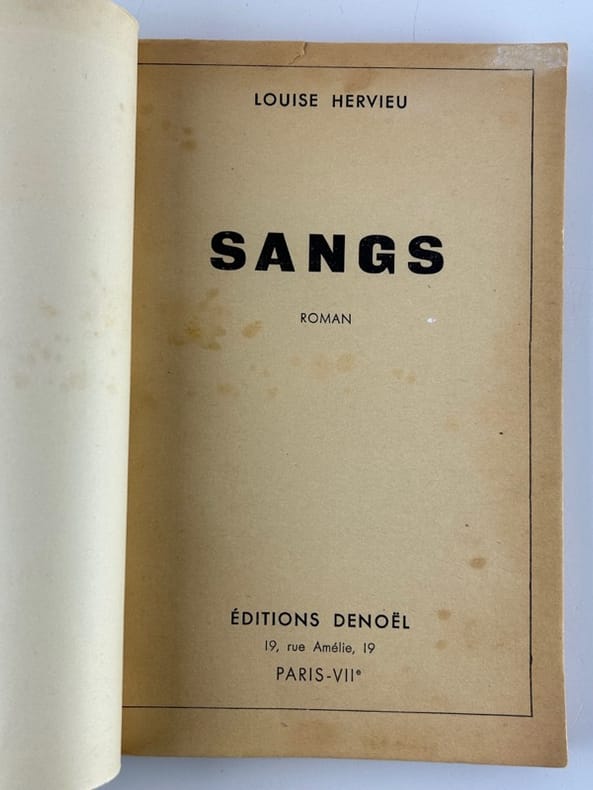 LOUISE HERVIEU
SANGS
ROMAN
ÉDITIONS DENOËL
19, rue Amélie, 19
PARIS-VIIe